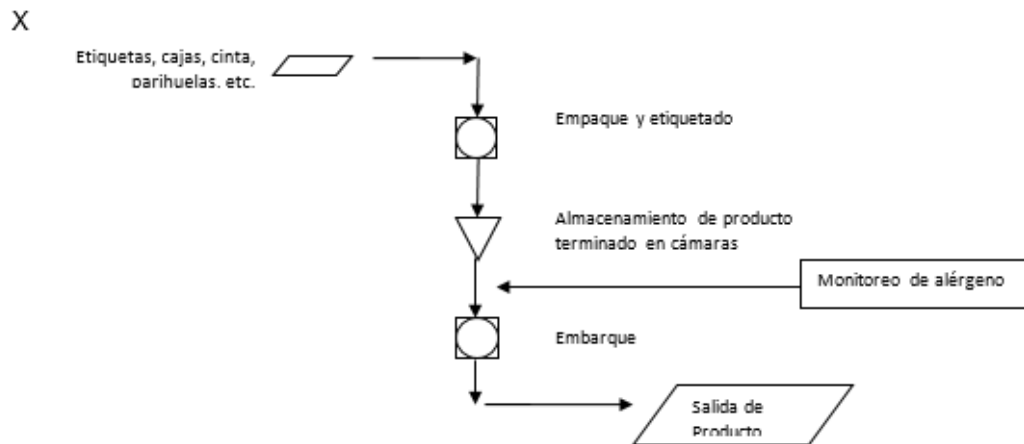 X
Etiquetas, cajas, cinta,
parihuelas. etc.
Empaque y etiquetado
Almacenamiento de producto
terminado en cámaras
Monitoreo de alérgeno
Embarque
Salida de
Producto